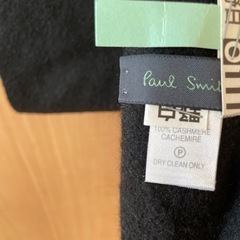 Paul Smit
100% CASHMERE
CACHEMIRE
P
DRY CLEAN ONLY